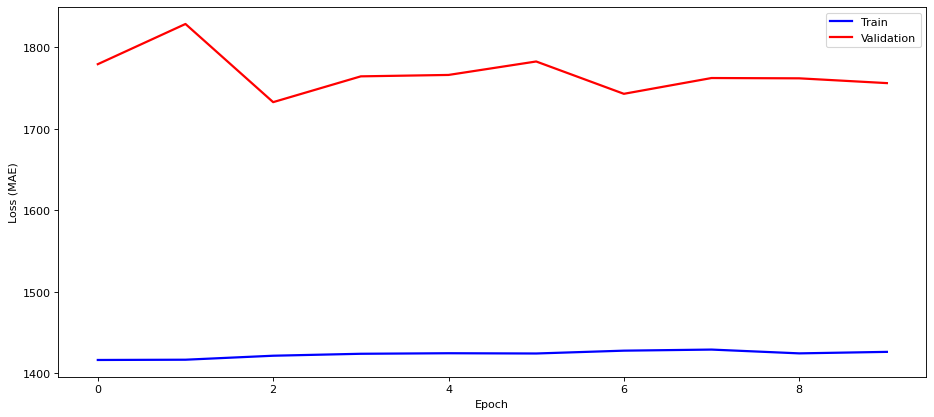 Train
Validation
1800
1700
1600
1500
1400
Loss (MAE)
0 2 4 6 8
Epoch